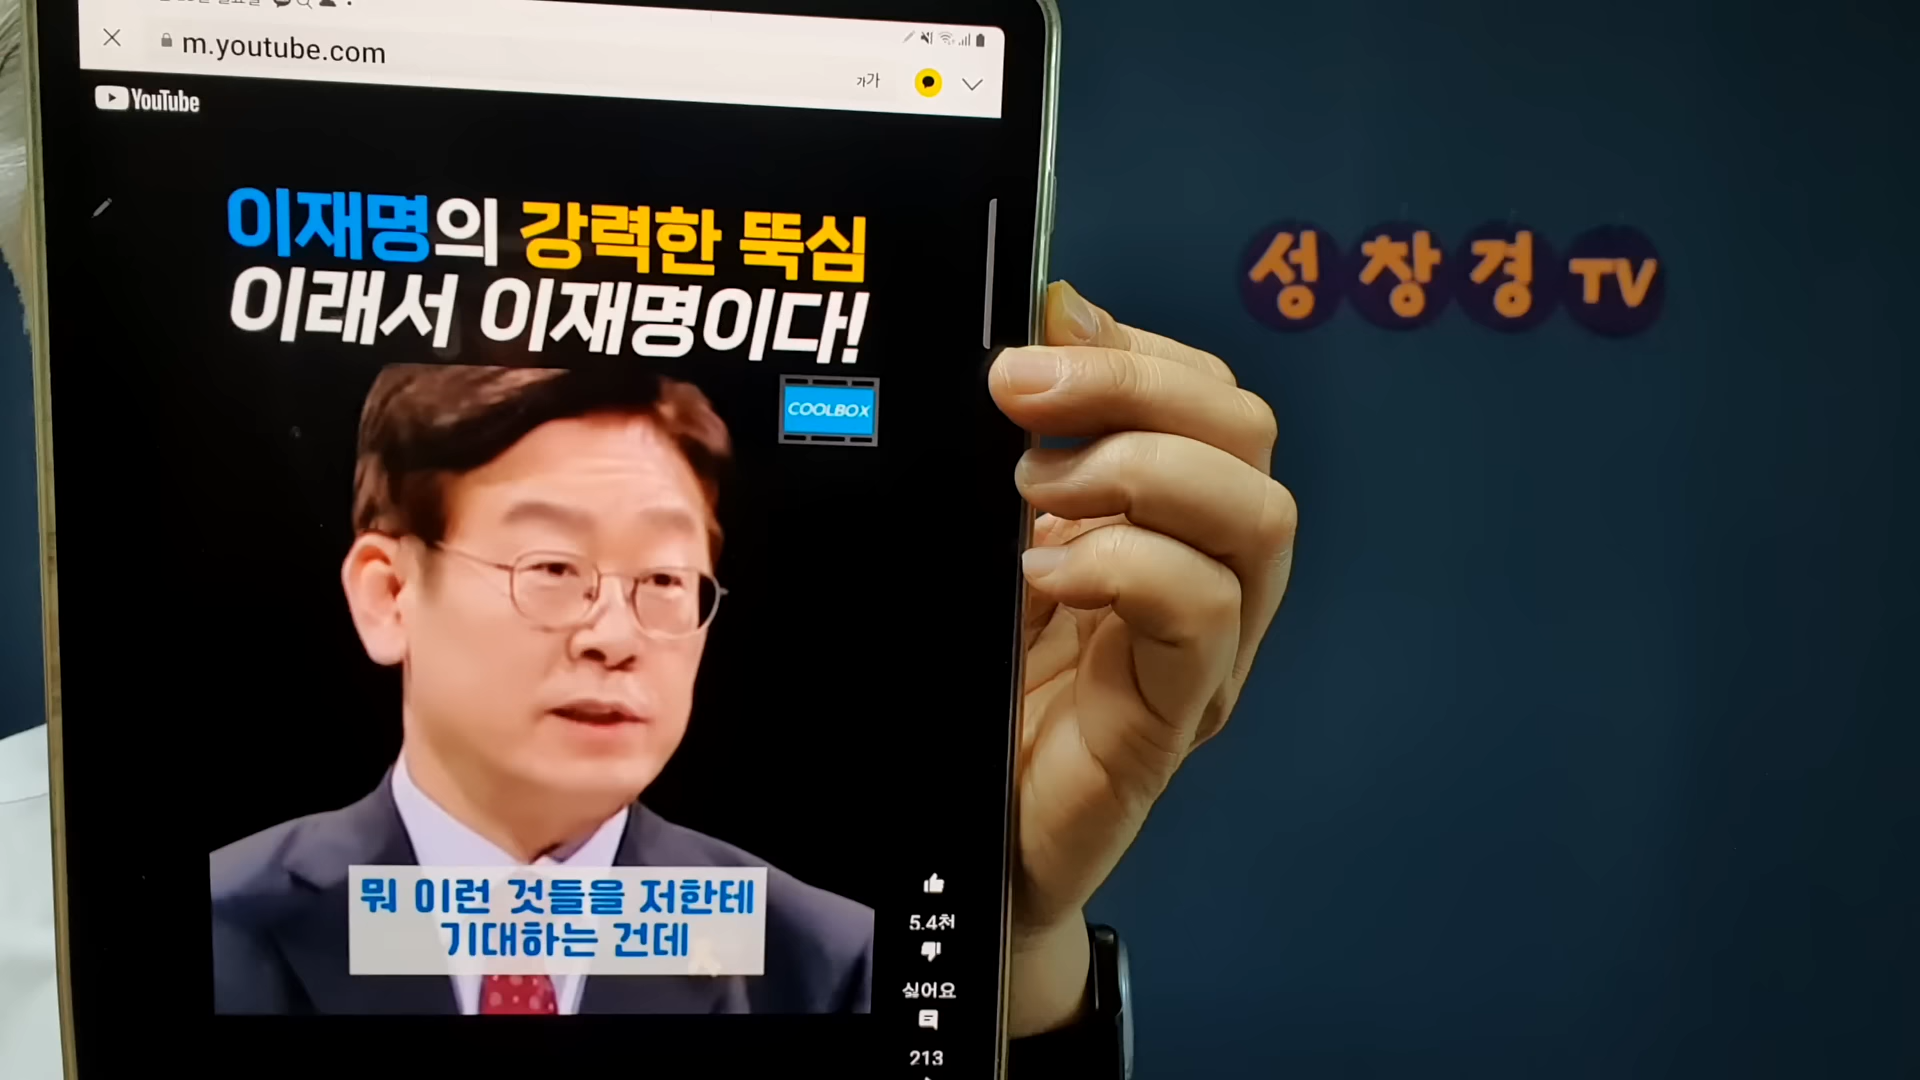 m.youtube.com
가가
YouTube
이재명의 강력한 뚝심
이래서 이재명이다!
COOLBOX
뭐 이런 것들을 저한테
기대하는 건데
5.4천
싫어요
213
성창경TV